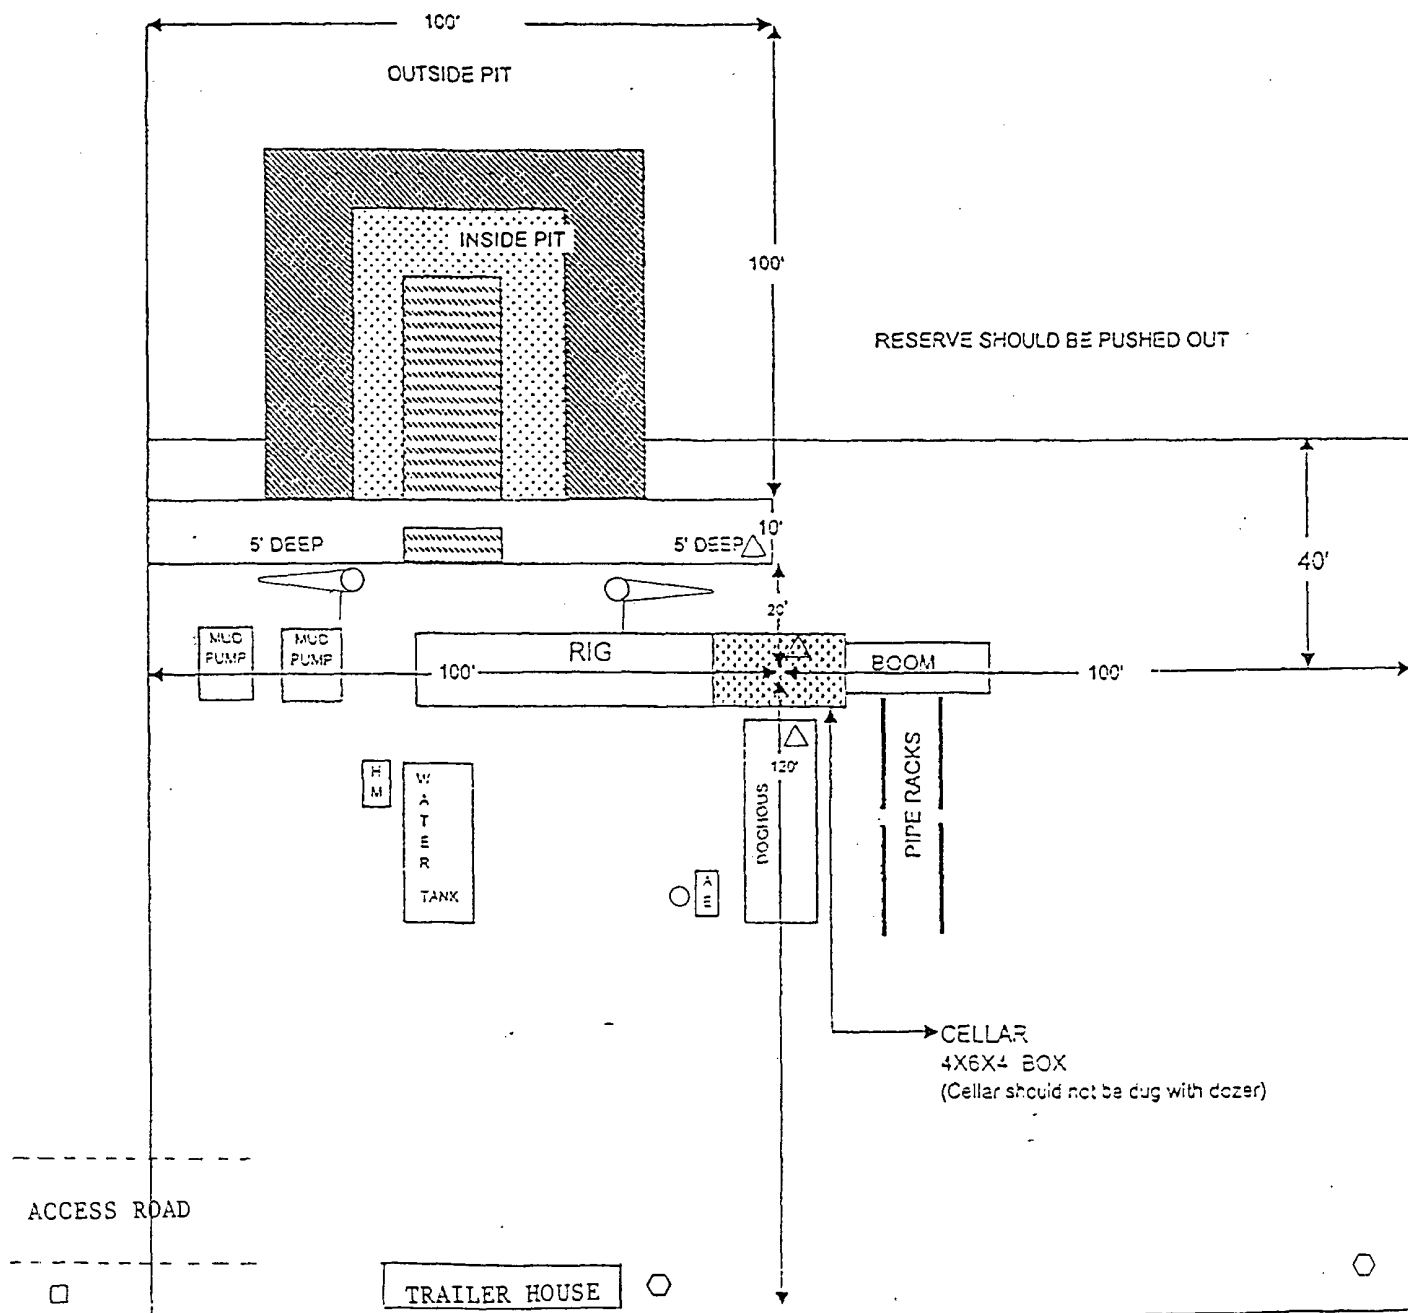 100'
OUTSIDE PIT
INSIDE PIT
100'
RESERVE SHOULD BE PUSHED OUT
10'
5' DEEP
5' DEEP
40'
20'
MUD
PUMP
MUD
PUMP
RIG
BOOM
100'
100'
H
M
W
A
T
E
R
TANK
120'
DOGHOUS
PIPE RACKS
A
E
CELLAR
4X6X4 BOX
(Cellar should not be dug with dozer)
ACCESS ROAD
TRAILER HOUSE